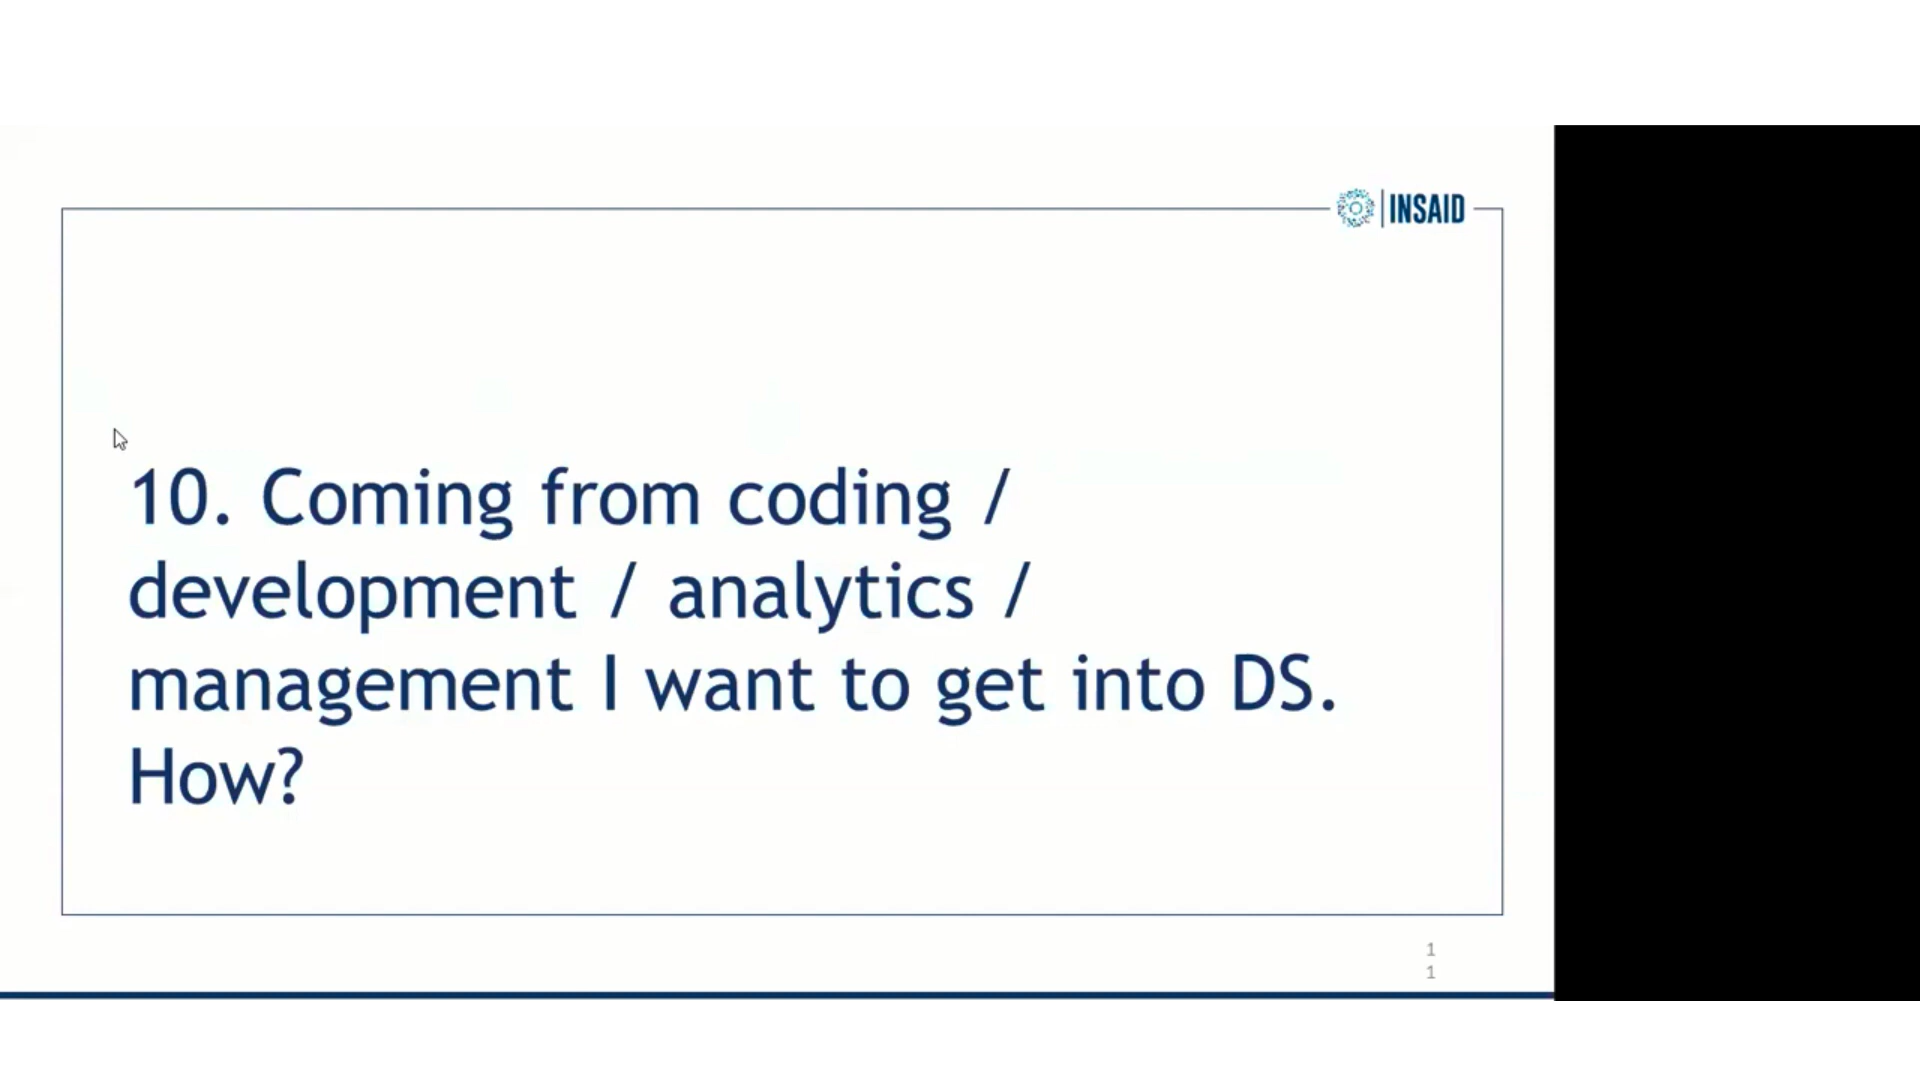 INSAID
10. Coming from coding /
development / analytics /
management I want to get into DS.
How?
1
1